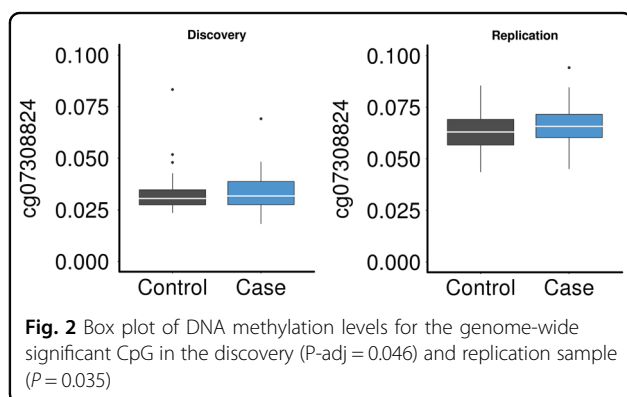 Discovery
0.100
0.075
0.050
0.025
0.000
cg07308824
Control Case
Replication
0.100
0.075
0.050
0.025
0.000
cg07308824
Control Case
Fig. 2 Box plot of DNA methylation levels for the genome-wide
significant CpG in the discovery (P-adj = 0.046) and replication sample
(P = 0.035)